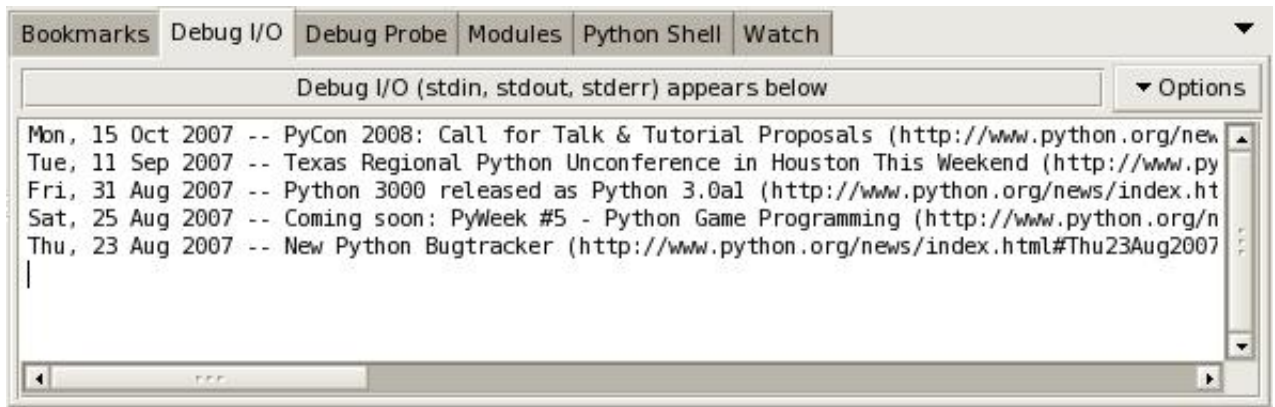 Bookmarks Debug I/O Debug Probe Modules Python Shell Watch
Debug I/O (stdin, stdout, stderr) appears below Options
Mon, 15 Oct 2007 -- PyCon 2008: Call for Talk & Tutorial Proposals (http://www.python.org/new
Tue, 11 Sep 2007 -- Texas Regional Python Unconference in Houston This Weekend (http://www.py
Fri, 31 Aug 2007 -- Python 3000 released as Python 3.0a1 (http://www.python.org/news/index.ht
Sat, 25 Aug 2007 -- Coming soon: PyWeek #5 - Python Game Programming (http://www.python.org/n
Thu, 23 Aug 2007 -- New Python Bugtracker (http://www.python.org/news/index.html#Thu23Aug2007